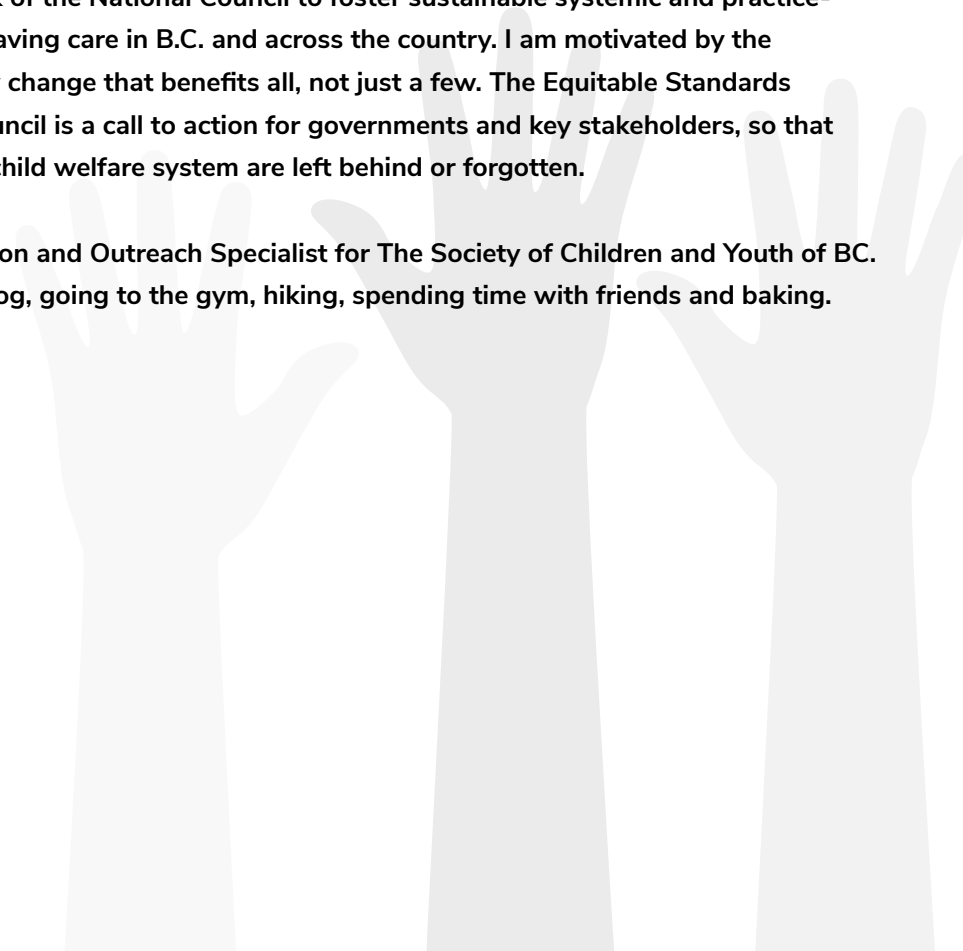 of the National Council to foster sustainable systemic and practice-
aving care in B.C. and across the country. I am motivated by the
change that benefits all, not just a few. The Equitable Standards
uncil is a call to action for governments and key stakeholders, so that
child welfare system are left behind or forgotten.
on and Outreach Specialist for The Society of Children and Youth of BC.
og, going to the gym, hiking, spending time with friends and baking.